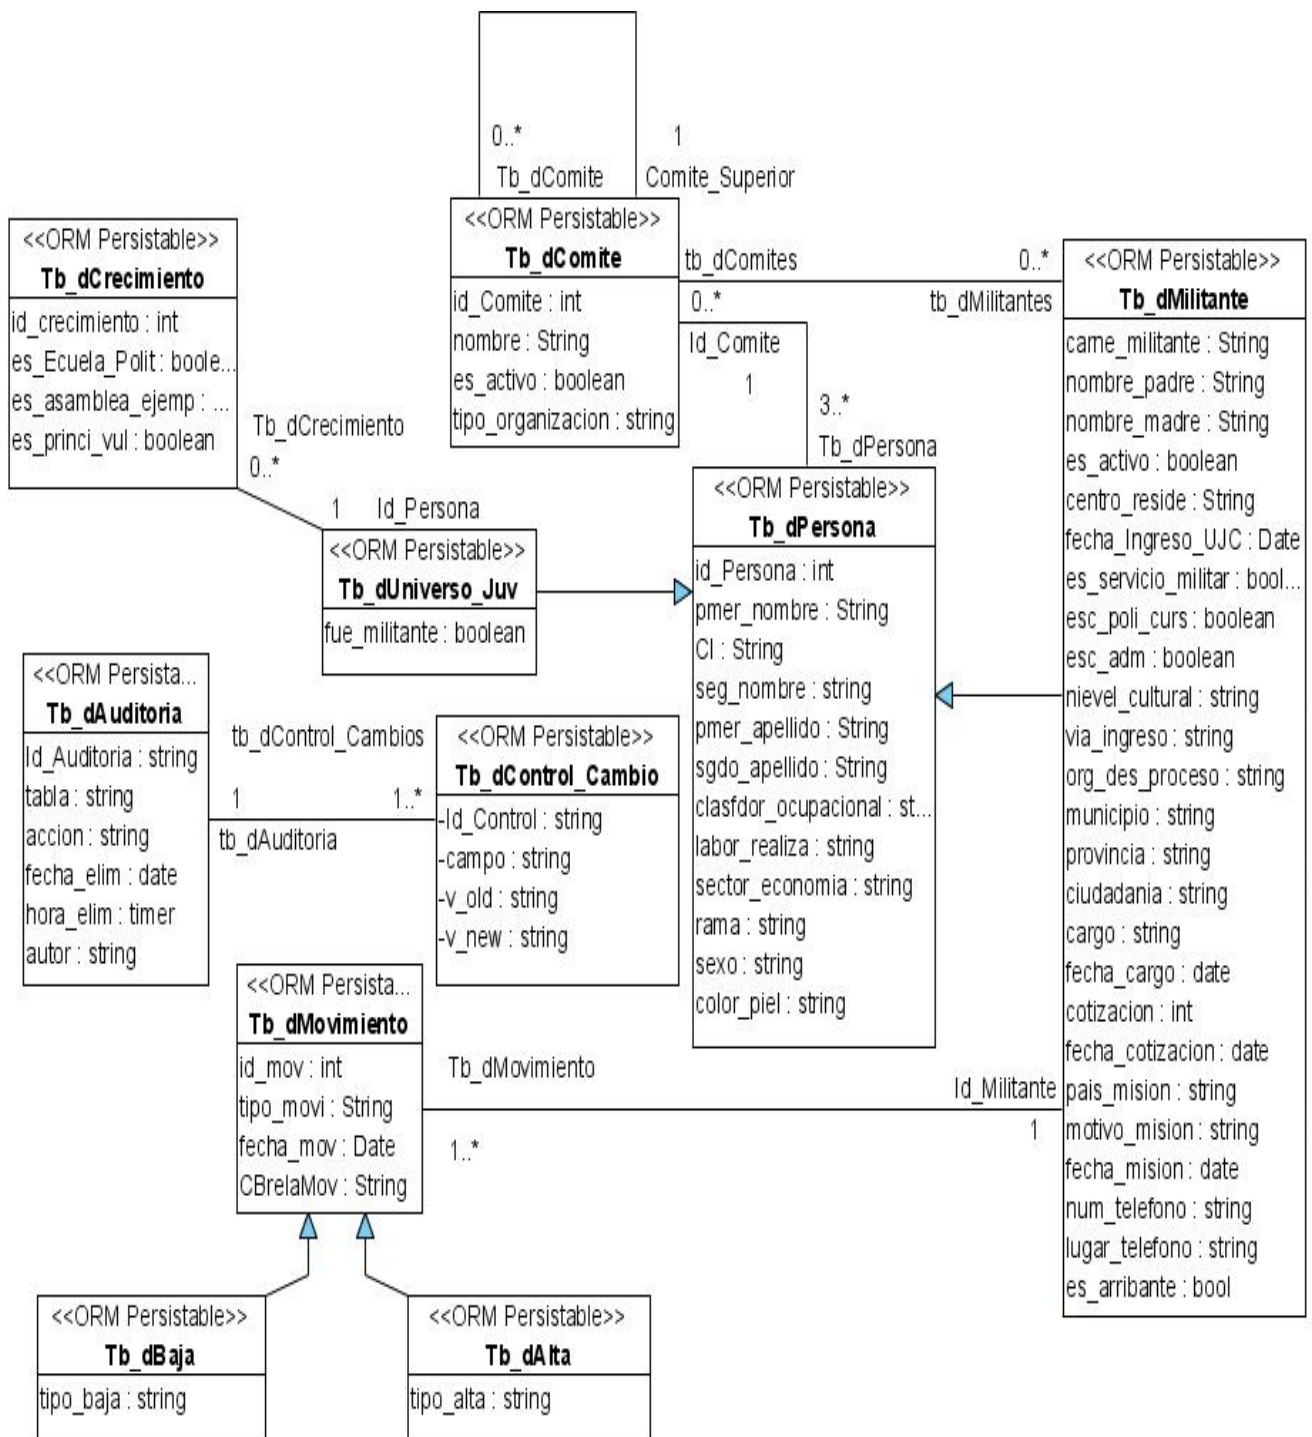 0..*
1
Tb_dComite
Comite_Superior
<<ORM Persistable>>
Tb_dComite
id_Comite : int
nombre : String
es_activo : boolean
tipo_organizacion : string
tb_dComites
0..*
0..*
tb_dMilitantes
Id_Comite
1
3..*
Tb_dPersona
<<ORM Persistable>>
Tb_dCrecimiento
id_crecimiento : int
es_Ecuela_Polit : boole...
es_asamblea_ejemp : ...
es_princi_vul : boolean
Tb_dCrecimiento
0..*
1
Id_Persona
<<ORM Persistable>>
Tb_dUniverso_Juv
fue_militante : boolean
<<ORM Persistable>>
Tb_dPersona
id_Persona : int
pmer_nombre : String
CI : String
seg_nombre : string
pmer_apellido : String
sgdo_apellido : String
clasfdor_ocupacional : st...
labor_realiza : string
sector_economia : string
rama : string
sexo : string
color_piel : string
<<ORM Persistable>>
Tb_dMilitante
carne_militante : String
nombre_padre : String
nombre_madre : String
es_activo : boolean
centro_reside : String
fecha_Ingreso_UJC : Date
es_servicio_militar : bool...
esc_poli_curs : boolean
esc_adm : boolean
nievel_cultural : string
via_ingreso : string
org_des_proceso : string
municipio : string
provincia : string
ciudadania : string
cargo : string
fecha_cargo : date
cotizacion : int
fecha_cotizacion : date
pais_mision : string
motivo_mision : string
fecha_mision : date
num_telefono : string
lugar_telefono : string
es_arribante : bool
<<ORM Persista...
Tb_dAuditoria
Id_Auditoria : string
tabla : string
accion : string
fecha_elim : date
hora_elim : timer
autor : string
tb_dControl_Cambios
1
1..*
tb_dAuditoria
<<ORM Persistable>>
Tb_dControl_Cambio
-Id_Control : string
-campo : string
-v_old : string
-v_new : string
<<ORM Persista...
Tb_dMovimiento
id_mov : int
tipo_movi : String
fecha_mov : Date
CBrelaMov : String
Tb_dMovimiento
1..*
Id_Militante
1
<<ORM Persistable>>
Tb_dBaja
tipo_baja : string
<<ORM Persistable>>
Tb_dAlta
tipo_alta : string